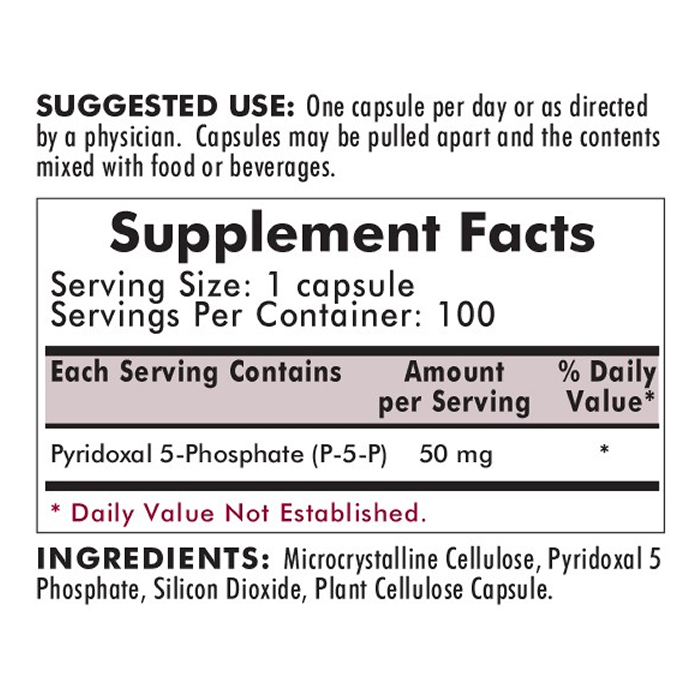 SUGGESTED USE: One capsule per day or as directed
by a physician. Capsules may be pulled apart and the contents
mixed with food or beverages.
Supplement Facts
Serving Size: 1 capsule
Servings Per Container: 100
Each Serving Contains Amount per Serving % Daily Value*
Pyridoxal 5-Phosphate (P-5-P) 50 mg *
* Daily Value Not Established.
INGREDIENTS: Microcrystalline Cellulose, Pyridoxal 5
Phosphate, Silicon Dioxide, Plant Cellulose Capsule.